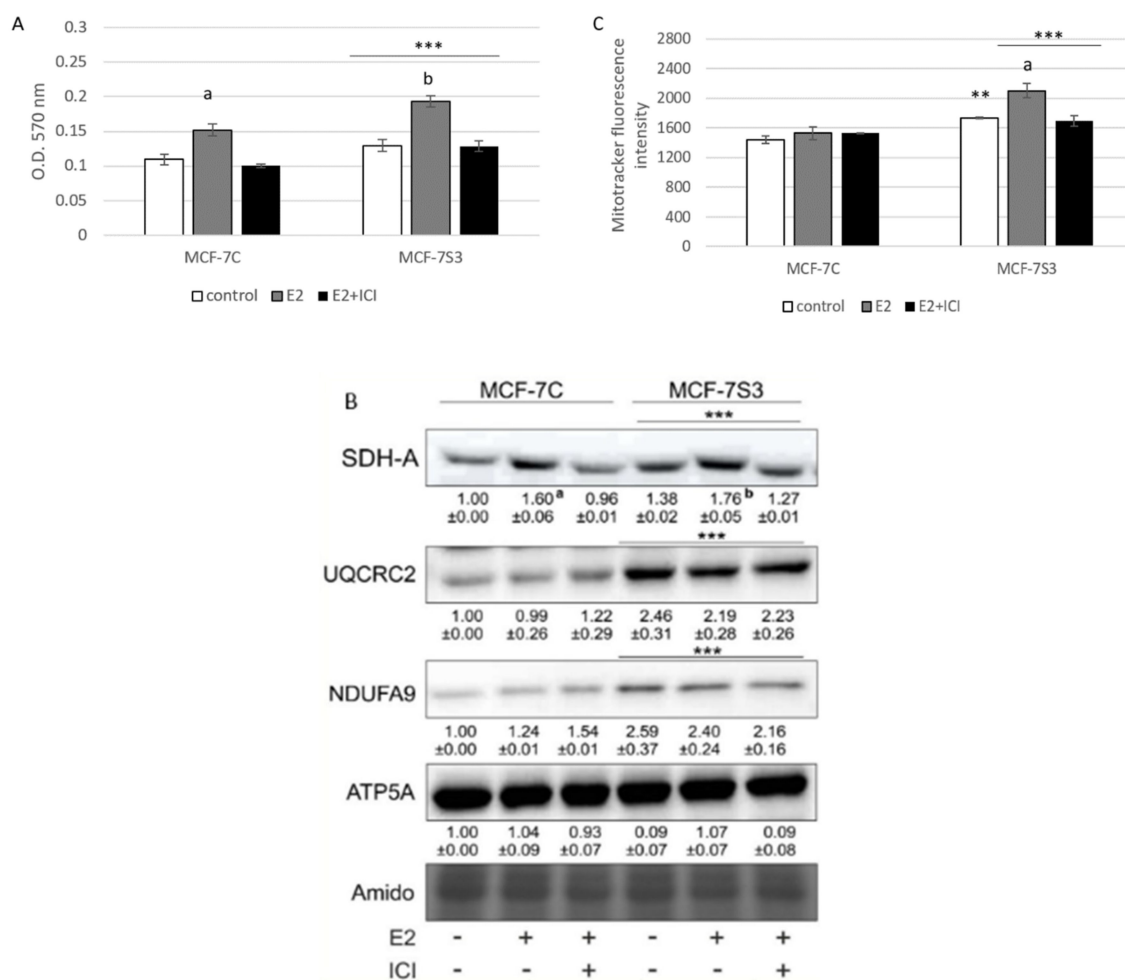 A
O.D. 570 nm
0.3
0.25
0.2
0.15
0.1
0.05
0
a
b
***
MCF-7C MCF-7S3
control E2 E2+ICI
C
Mitotracker fluorescence
intensity
2800
2400
2000
1600
1200
800
400
0
**
a
***
MCF-7C MCF-7S3
control E2 E2+ICI
B
MCF-7C MCF-7S3
***
SDH-A
1.00 1.60 a 0.96 1.38 1.76 b 1.27
±0.00 ±0.06 ±0.01 ±0.02 ±0.05 ±0.01
***
UQCRC2
1.00 0.99 1.22 2.46 2.19 2.23
±0.00 ±0.26 ±0.29 ±0.31 ±0.28 ±0.26
***
NDUFA9
1.00 1.24 1.54 2.59 2.40 2.16
±0.00 ±0.01 ±0.01 ±0.37 ±0.24 ±0.16
ATP5A
1.00 1.04 0.93 0.09 1.07 0.09
±0.00 ±0.09 ±0.07 ±0.07 ±0.07 ±0.08
Amido
E2 - + + - + +
ICI - - + - - +